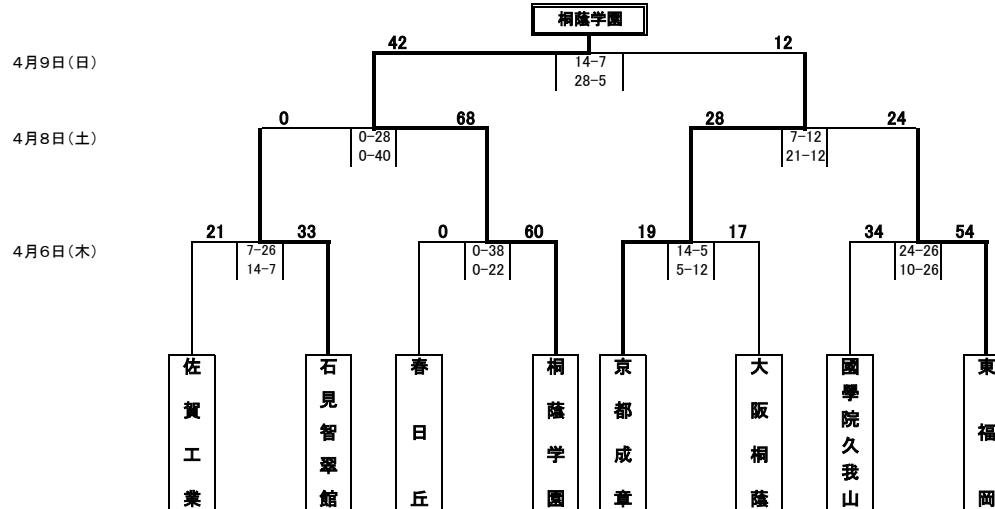 桐蔭学園
42 12
4月9日(日)
14-7
28-5
0 68 28 24
4月8日(土)
0-28 7-12
0-40 21-12
21 33 0 60 19 17 34 54
4月6日(木)
7-26 0-38 14-5 24-26
14-7 0-22 5-12 10-26
佐賀工業
石見智翠館
春日丘
桐蔭学園
京都成章
大阪桐蔭
國學院久我山
東福岡